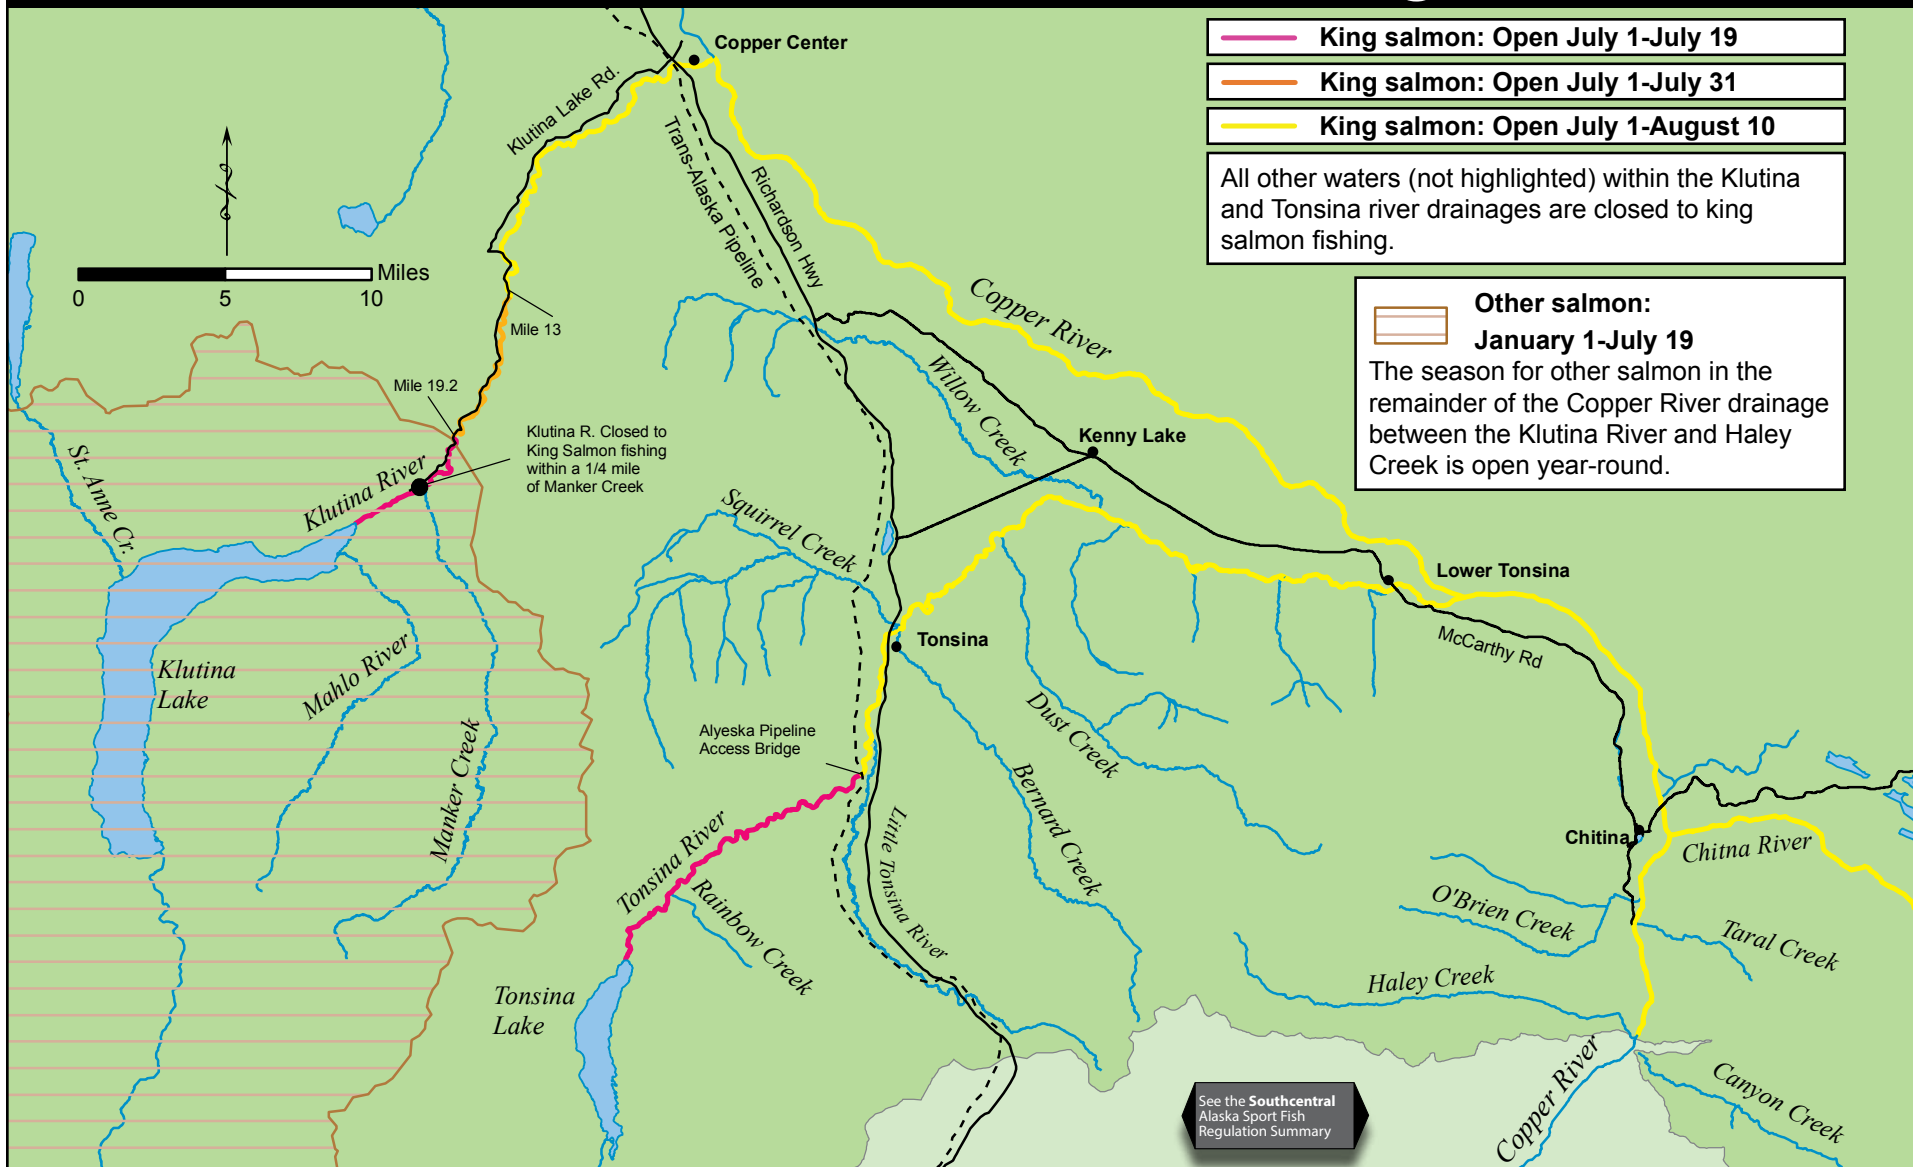 King salmon: Open July 1-July 19
King salmon: Open July 1-July 31
King salmon: Open July 1-August 10
All other waters (not highlighted) within the Klutina
and Tonsina river drainages are closed to king
salmon fishing.
Other salmon:
January 1-July 19
The season for other salmon in the
remainder of the Copper River drainage
between the Klutina River and Haley
Creek is open year-round.
Copper Center
Klutina Lake Rd.
Trans-Alaska Pipeline
Richardson Hwy
Miles
0 5 10
Mile 13
Copper River
Mile 19.2
Willow Creek
Klutina R. Closed to
King Salmon fishing
within a 1/4 mile
of Manker Creek
Kenny Lake
St. Anne Cr.
Klutina River
Squirrel Creek
Lower Tonsina
Tonsina
McCarthy Rd
Klutina
Lake
Mahlo River
Manker Creek
Alyeska Pipeline
Access Bridge
Dust Creek
Bernard Creek
Little Tonsina River
Tonsina River
Rainbow Creek
Chitina
Chitna River
O'Brien Creek
Taral Creek
Haley Creek
Tonsina
Lake
Copper River
Canyon Creek
See the Southcentral
Alaska Sport Fish
Regulation Summary